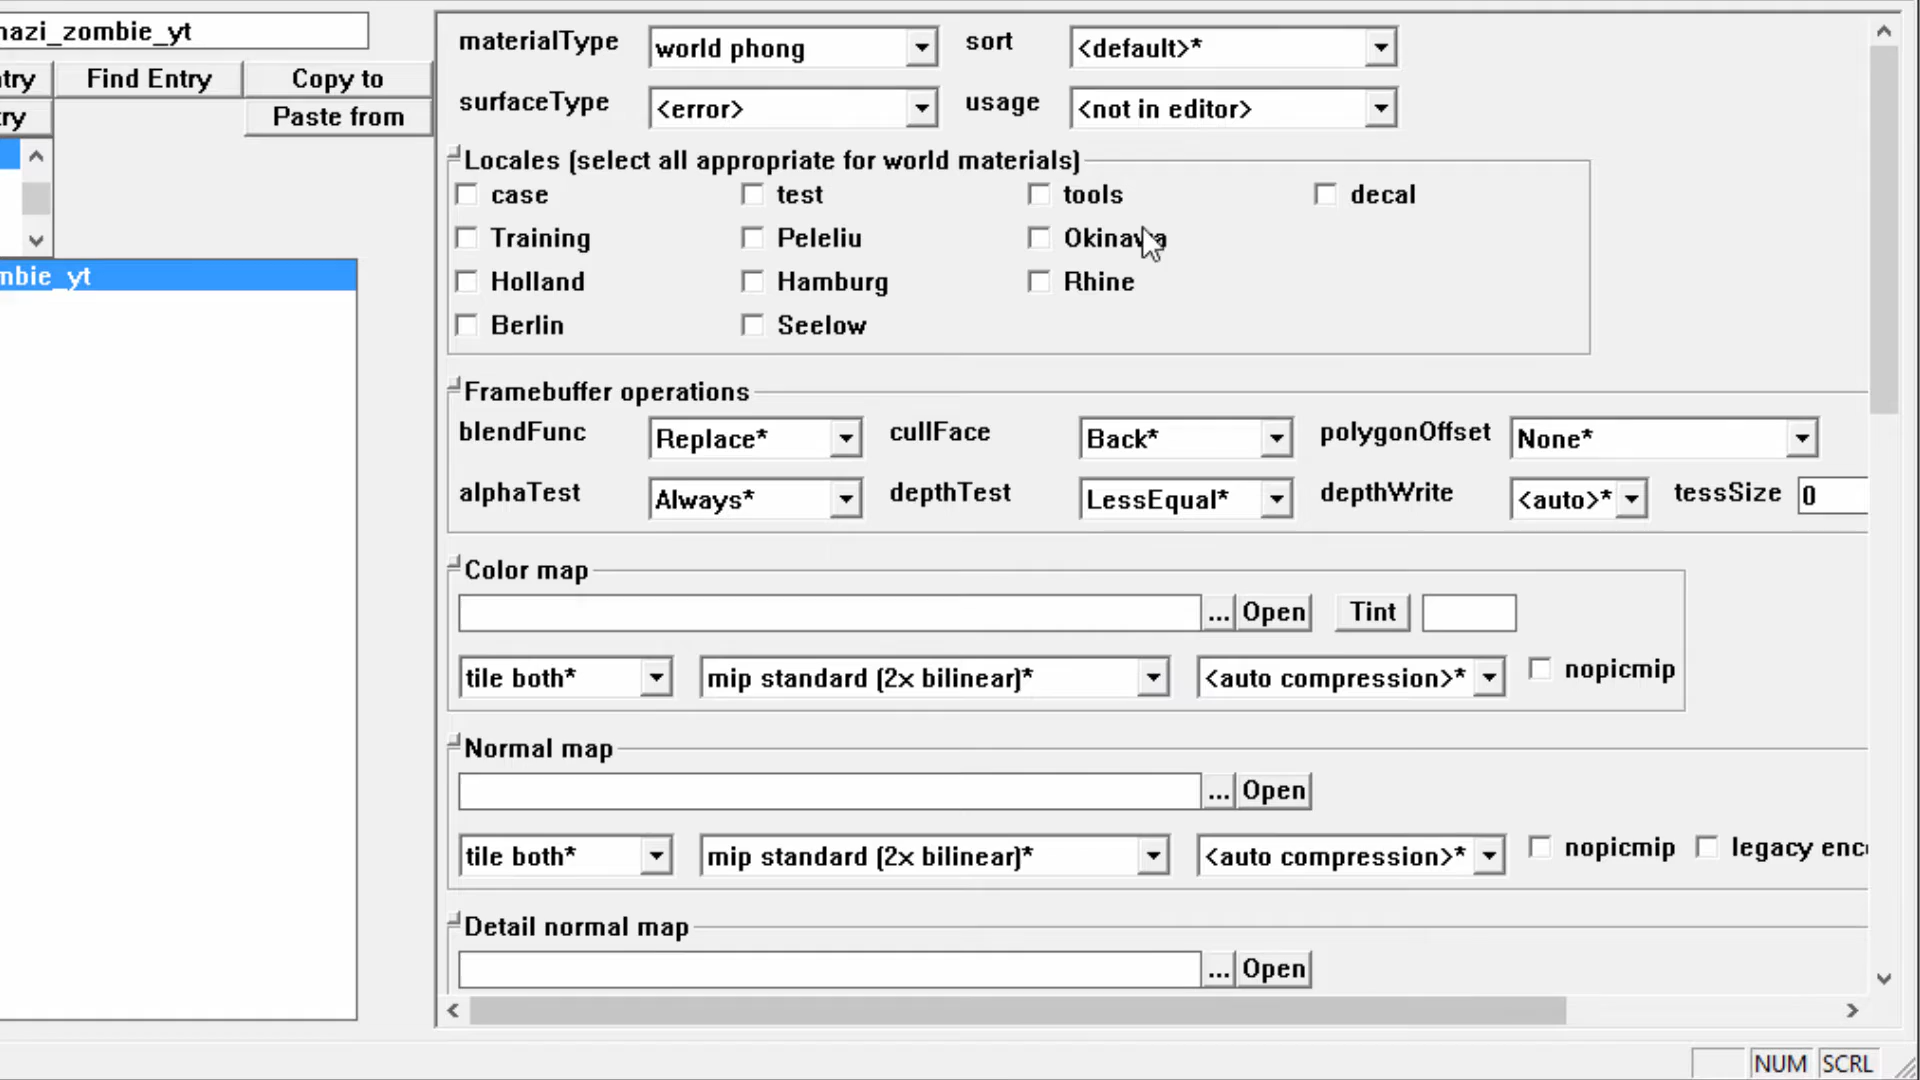 nazi_zombie_yt
try Find Entry Copy to
ry Paste from
mbie_yt
materialType world phong sort <default>*
surfaceType <error> usage <not in editor>
Locales (select all appropriate for world materials)
case test tools decal
Training Peleliu Okinawa
Holland Hamburg Rhine
Berlin Seelow
Framebuffer operations
blendFunc Replace* cullFace Back* polygonOffset None*
alphaTest Always* depthTest LessEqual* depthWrite <auto>* tessSize 0
Color map
... Open Tint
tile both* mip standard (2x bilinear)* <auto compression>* nopicmip
Normal map
... Open
tile both* mip standard (2x bilinear)* <auto compression>* nopicmip legacy enc
Detail normal map
... Open
NUM SCRL